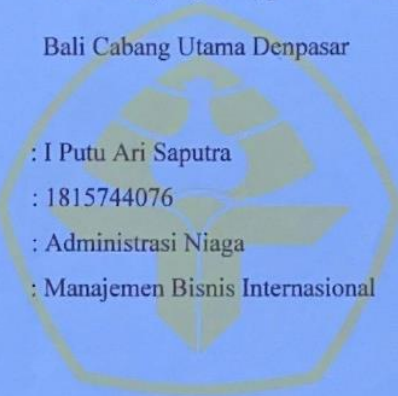 Bali Cabang Utama Denpasar
: I Putu Ari Saputra
: 1815744076
: Administrasi Niaga
: Manajemen Bisnis Internasional